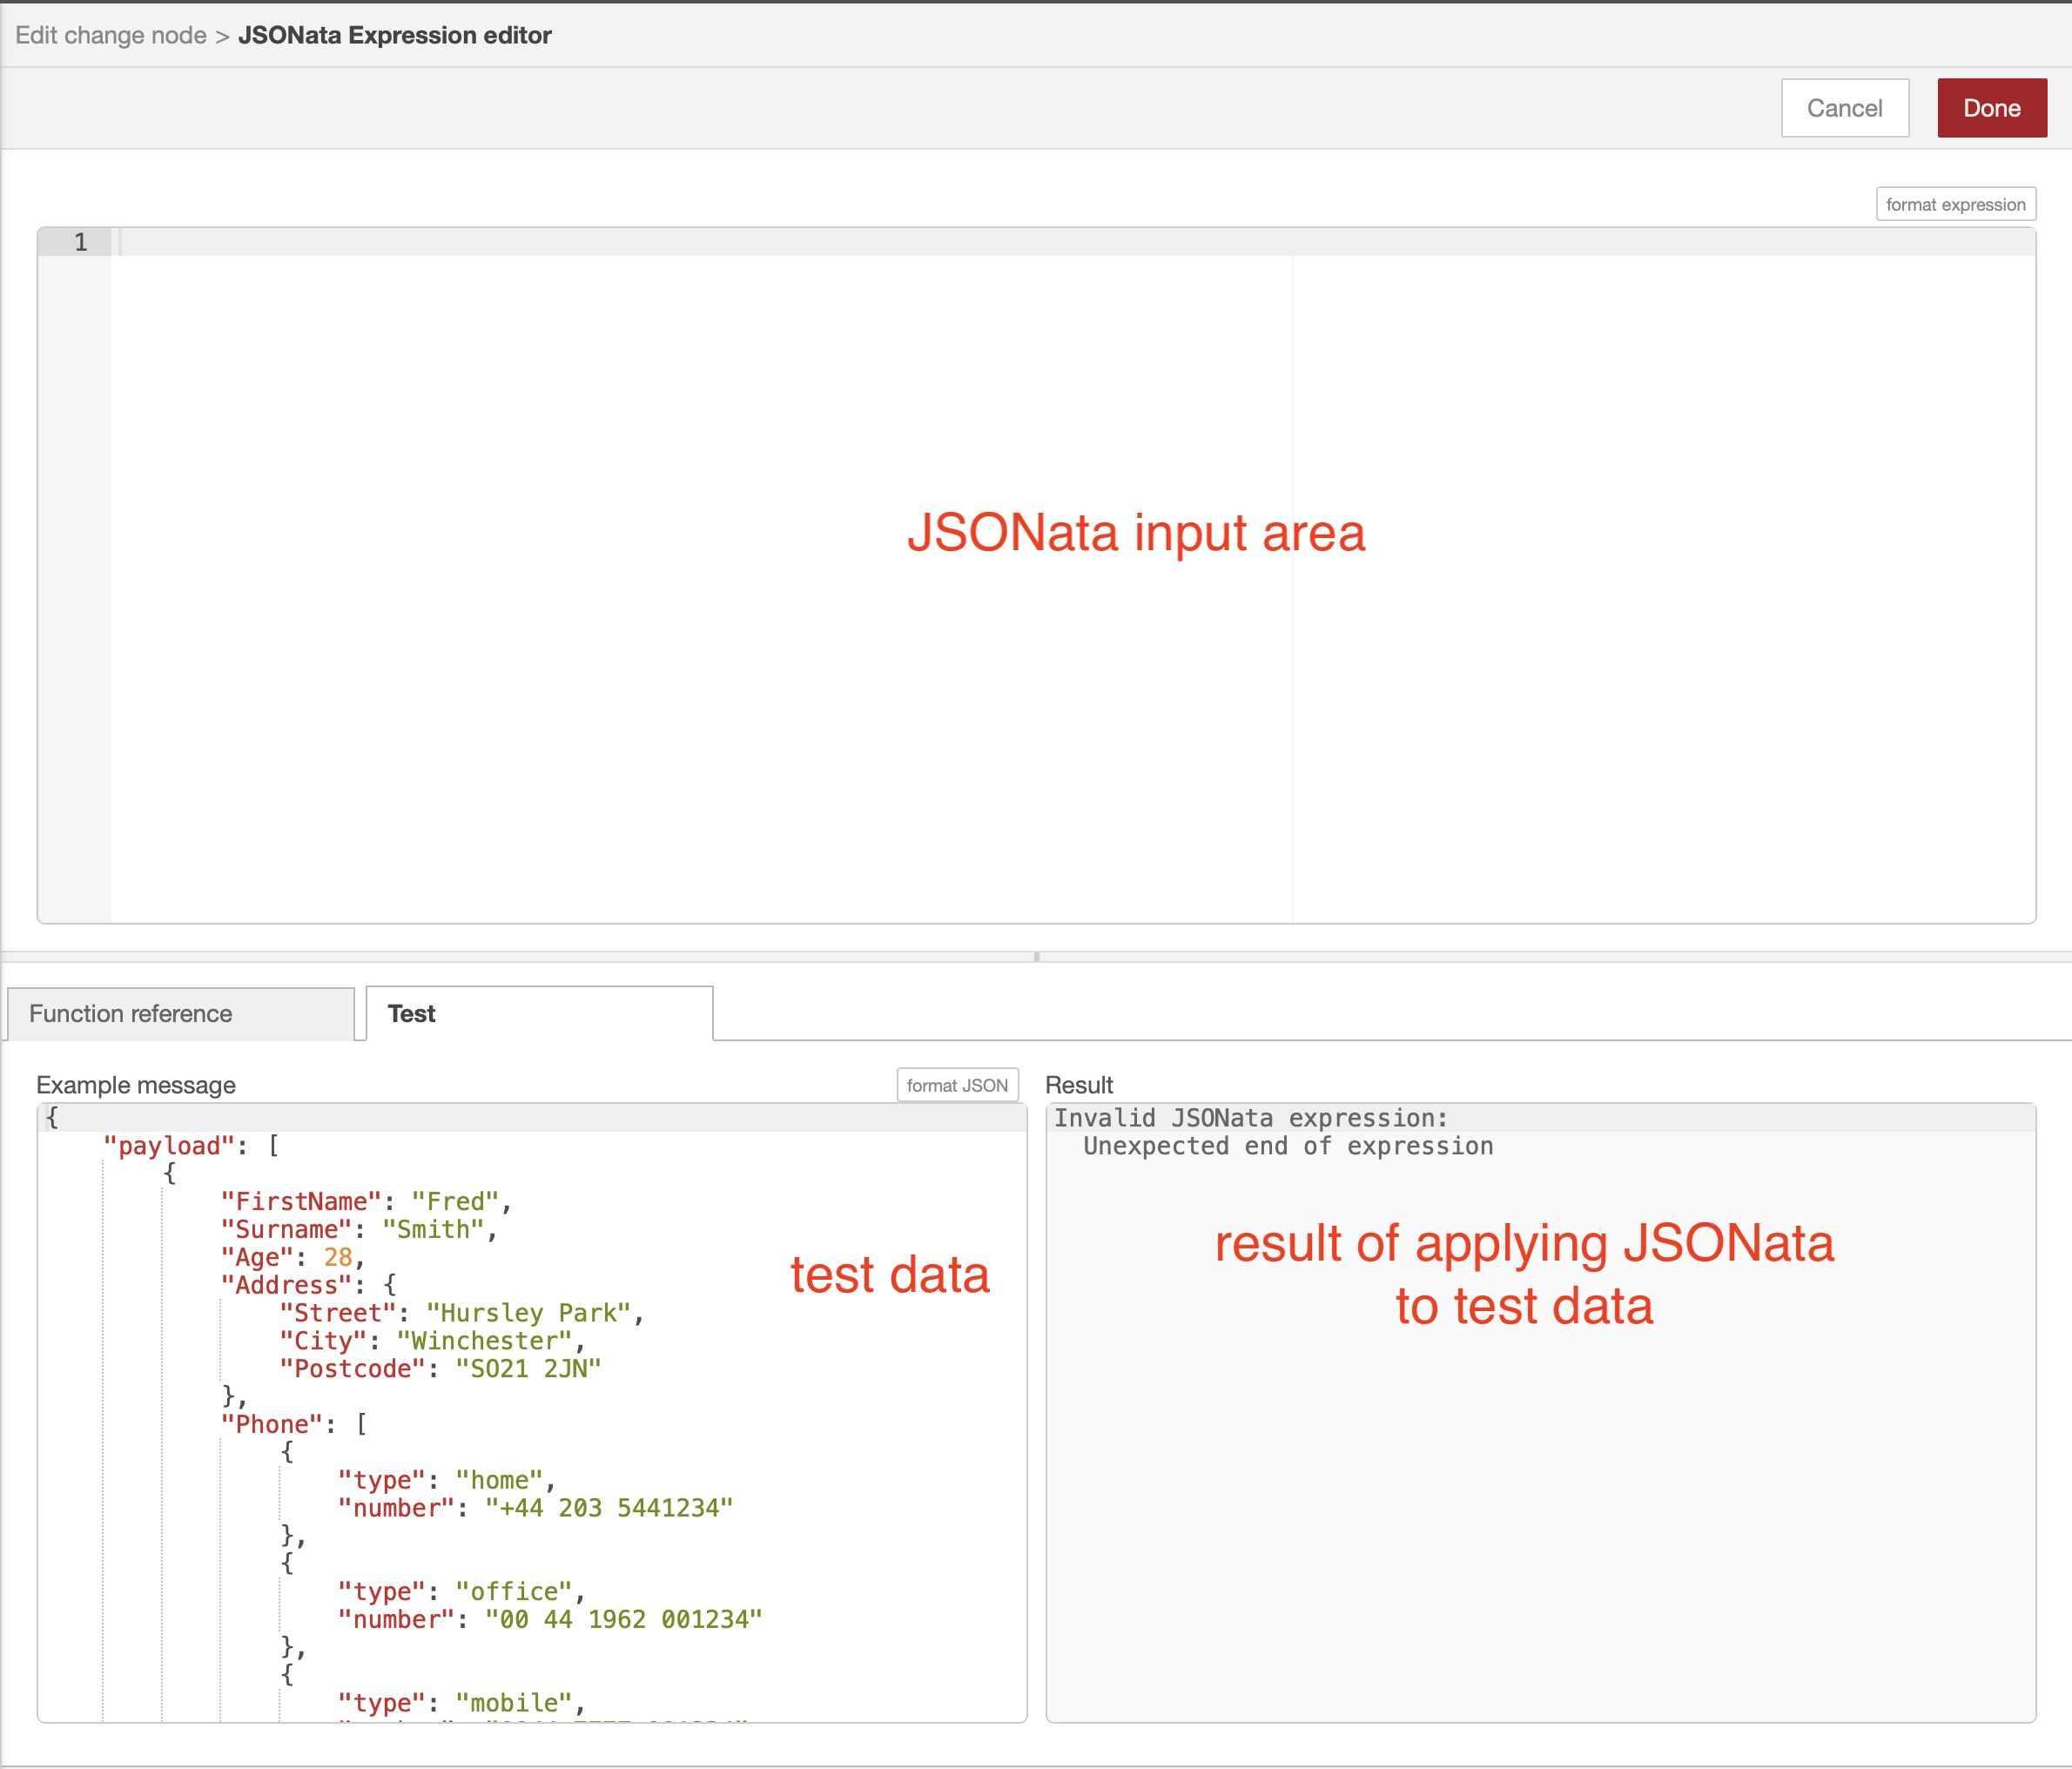 Edit change node > JSONata Expression editor
Cancel
Done
format expression
1
JSONata input area
Function reference
Test
Example message
format JSON
{
"payload": [
{
"FirstName": "Fred",
"Surname": "Smith",
"Age": 28,
"Address": {
"Street": "Hursley Park",
"City": "Winchester",
"Postcode": "SO21 2JN"
},
"Phone": [
{
"type": "home",
"number": "+44 203 5441234"
},
{
"type": "office",
"number": "00 44 1962 001234"
},
{
"type": "mobile",
test data
Result
Invalid JSONata expression:
Unexpected end of expression
result of applying JSONata
to test data